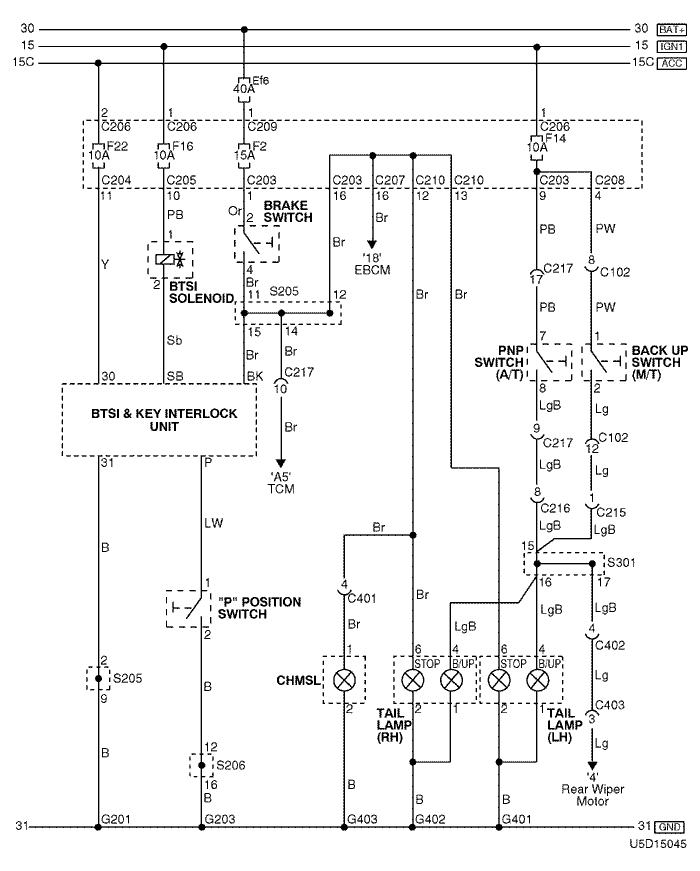 30 30 BAT+
15 15 IGN1
15C 15C ACC
Ef6
40A
2 1 1 1
C206 C206 C209 C206
F22 F16 F2 F14
10A 10A 15A 10A
C204 C205 C203 C203 C207 C210 C210 C203 C208
11 10 1 16 16 12 13 9 4
PB Or 2 BRAKE SWITCH Br PB PW
1
Y Br '18' EBCM
4
2 BTSI SOLENOID
Br
8
17 C217 C102
11 S205 12
Br Br
PB PW
15 14
Sb
Br Br
7 1
PNP SWITCH (A/T)
BACK UP SWITCH (M/T)
C217
10
30 SB BK
8 2
BTSI & KEY INTERLOCK UNIT
Br
LgB Lg
9 C217 C102
12
31 P
'A5' TCM
LgB Lg
8 1
C216 C215
LW
Br
LgB LgB
B
15 S301
16 17
4
C401
1
"P" POSITION SWITCH
2
Br
Br
LgB LgB LgB
4
C402
2
S205
9
B
CHMSL
1
6 4 6 4
STOP B/UP STOP B/UP
Lg
2 2 1 2 1
TAIL LAMP (RH)
TAIL LAMP (LH)
C403
3
12
S206
16
Lg
'4'
Rear Wiper Motor
B B B B B
G201 G203 G403 G402 G401
31 31 GND
U5D15045